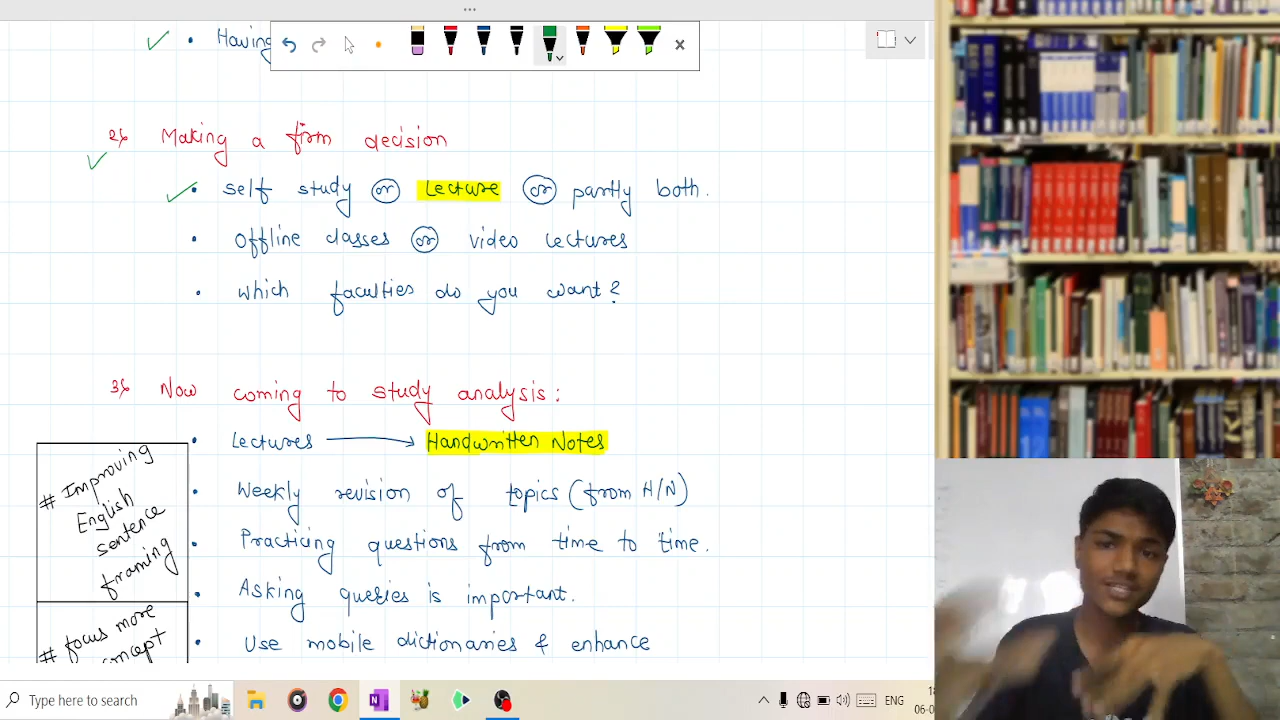 • Having
2) Making a firm decision
• self study or Lecture or partly both.
• Offline classes or video lectures
• which faculties do you want?
3) Now coming to study analysis:
• Lectures → Handwritten Notes
• Weekly revision of topics (from H/N)
• Practicing questions from time to time.
• Asking queries is important.
• Use mobile dictionaries & enhance
# Improving
English
sentence
framing
# focus more
concept
Type here to search
ENG